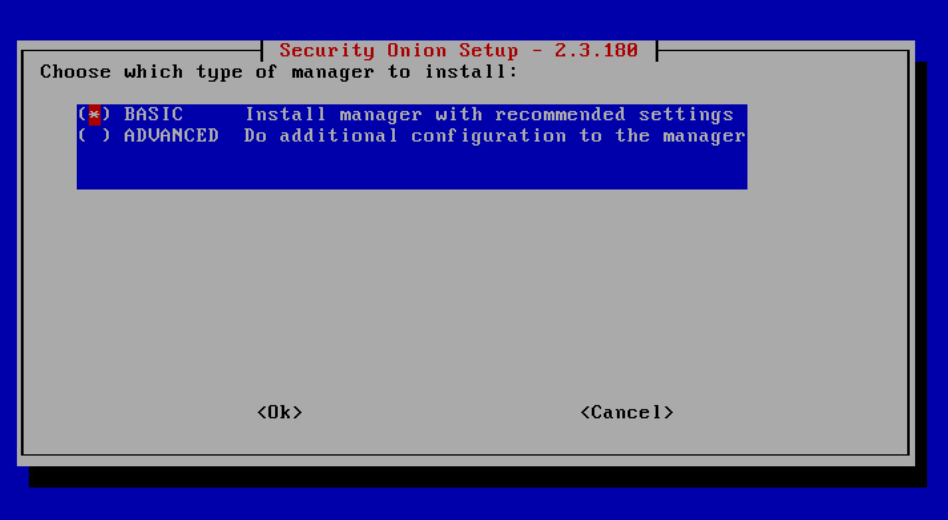 Security Onion Setup - 2.3.180
Choose which type of manager to install:
(*) BASIC Install manager with recommended settings
( ) ADVANCED Do additional configuration to the manager
<Ok> <Cancel>